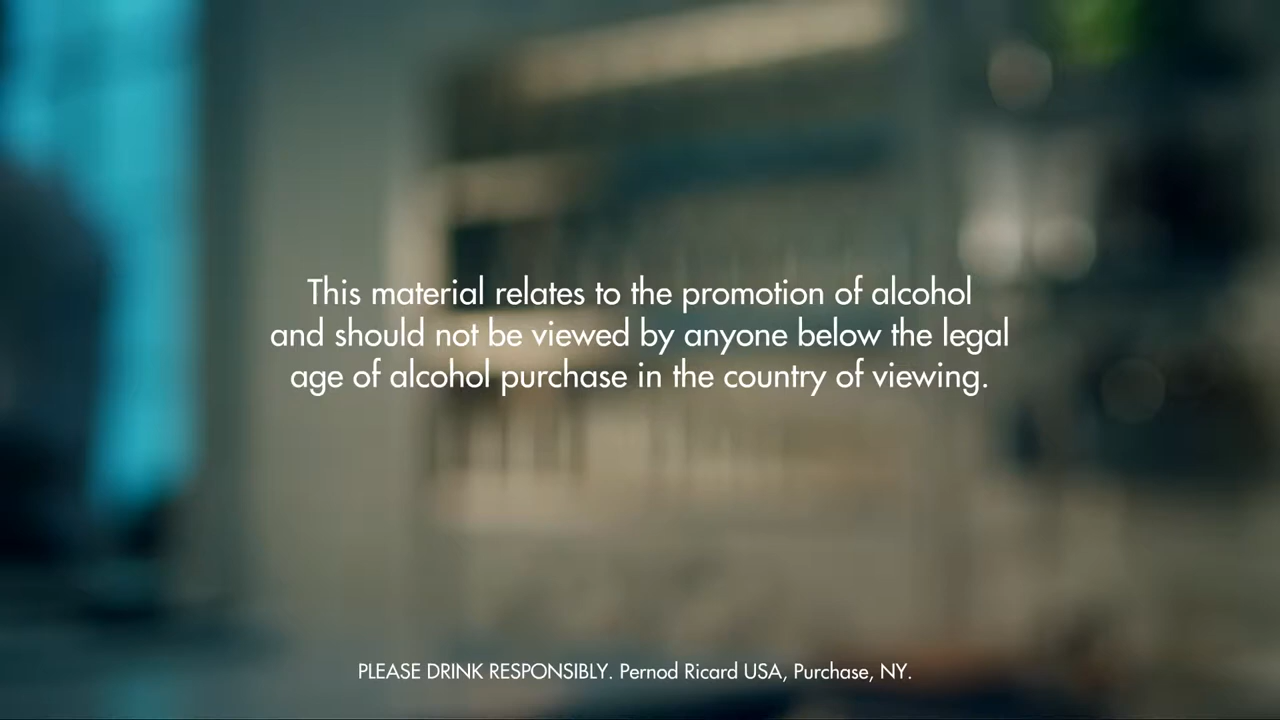 This material relates to the promotion of alcohol
and should not be viewed by anyone below the legal
age of alcohol purchase in the country of viewing.
PLEASE DRINK RESPONSIBLY. Pernod Ricard USA, Purchase, NY.